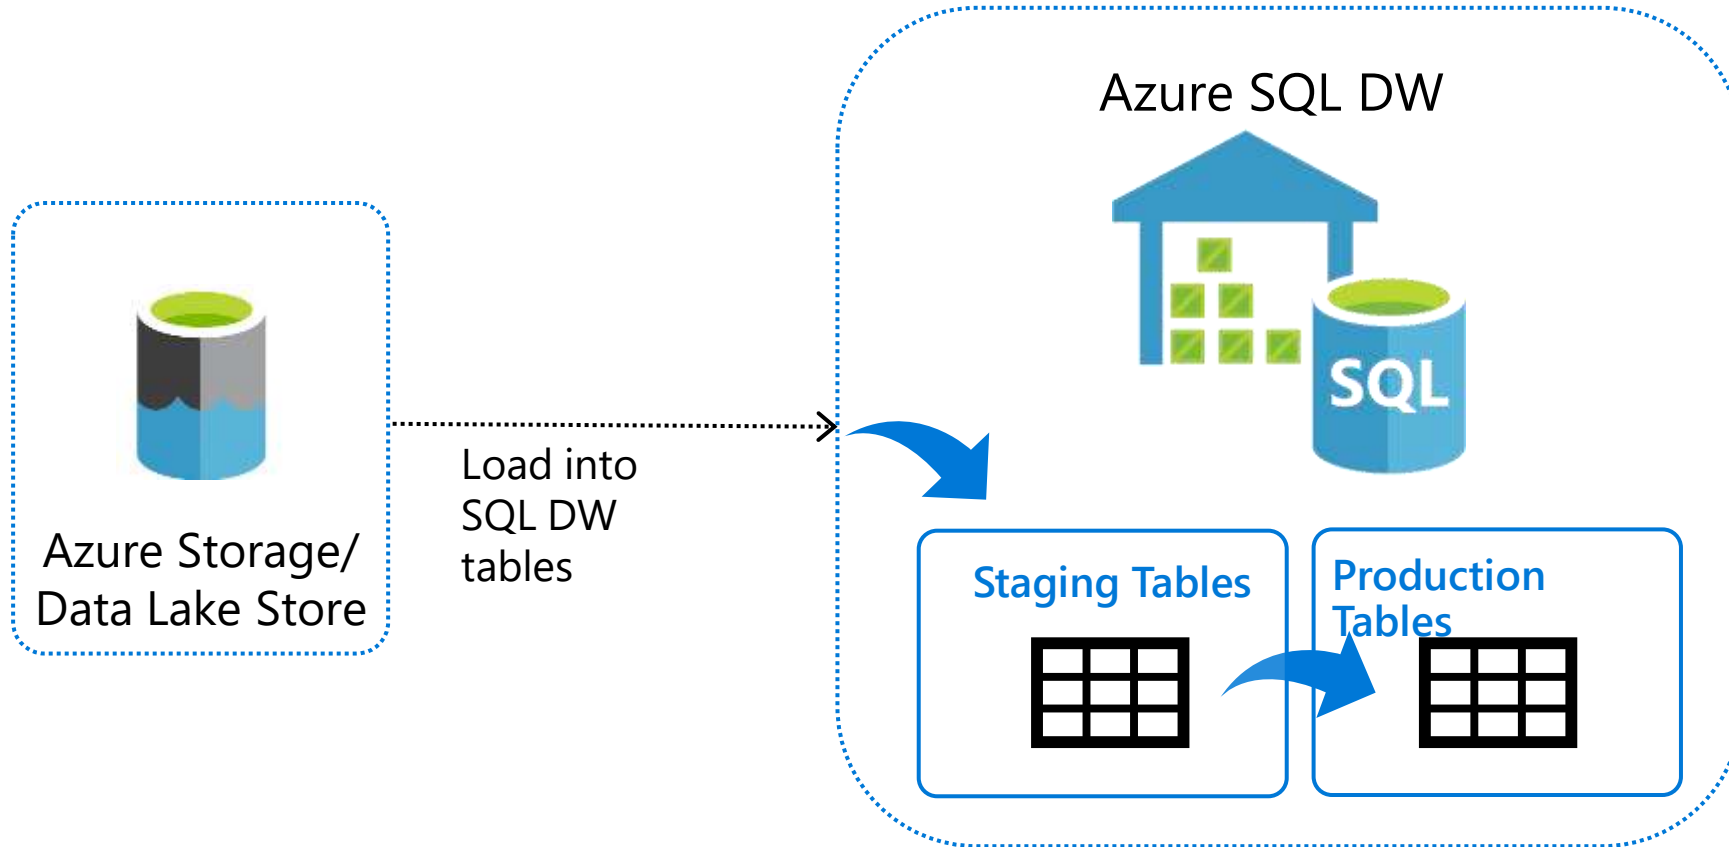 Azure SQL DW
SQL
Azure Storage/
Data Lake Store
Load into
SQL DW
tables
Staging Tables
Production
Tables